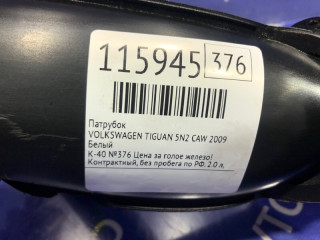 115945 376
Патрубок
VOLKSWAGEN TIGUAN 5N2 CAW 2009
Белый
К-40 №376 Цена за голое железо!
Контрактный, без пробега по РФ. 2.0 л.